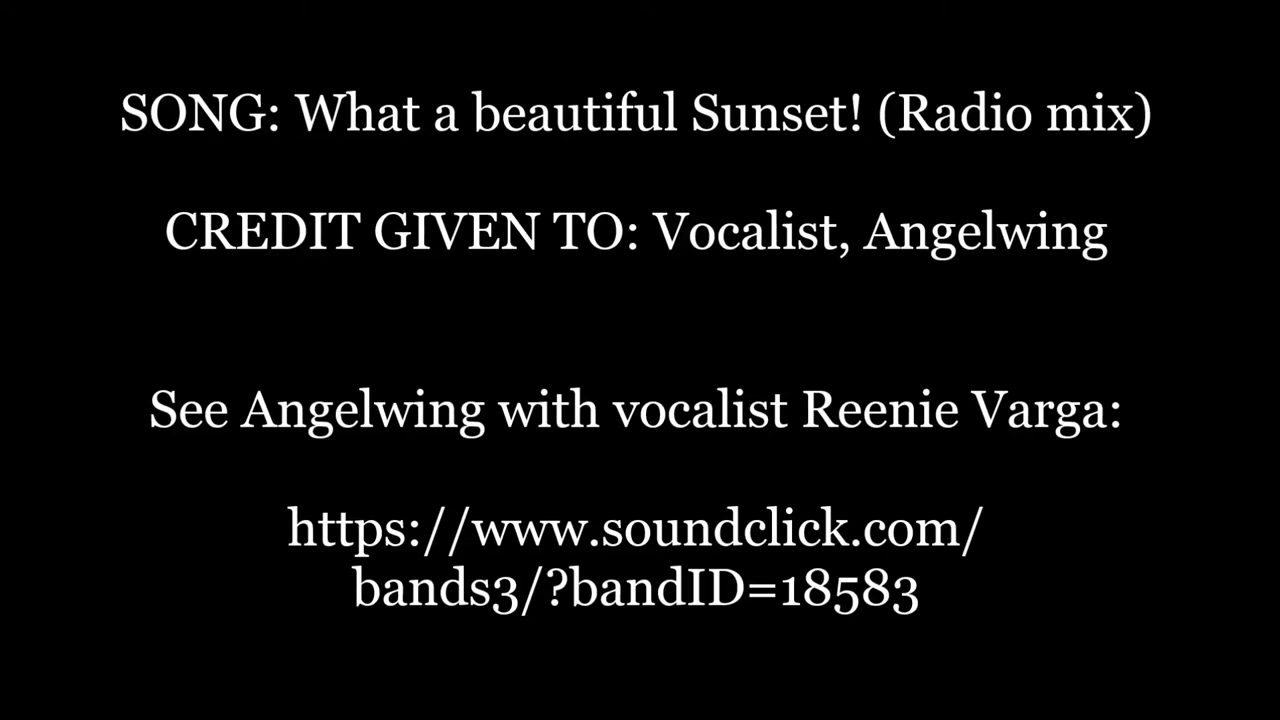 SONG: What a beautiful Sunset! (Radio mix)
CREDIT GIVEN TO: Vocalist, Angelwing
See Angelwing with vocalist Reenie Varga:
https://www.soundclick.com/
bands3/?bandID=18583